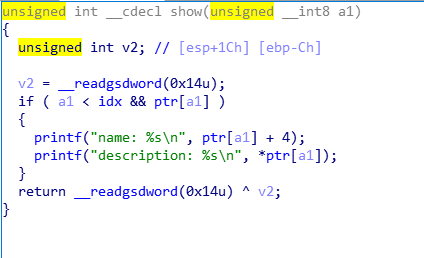 unsigned int __cdecl show(unsigned __int8 a1)
{
  unsigned int v2; // [esp+1Ch] [ebp-Ch]

  v2 = __readgsdword(0x14u);
  if ( a1 < idx && ptr[a1] )
  {
    printf("name: %s\n", ptr[a1] + 4);
    printf("description: %s\n", *ptr[a1]);
  }
  return __readgsdword(0x14u) ^ v2;
}